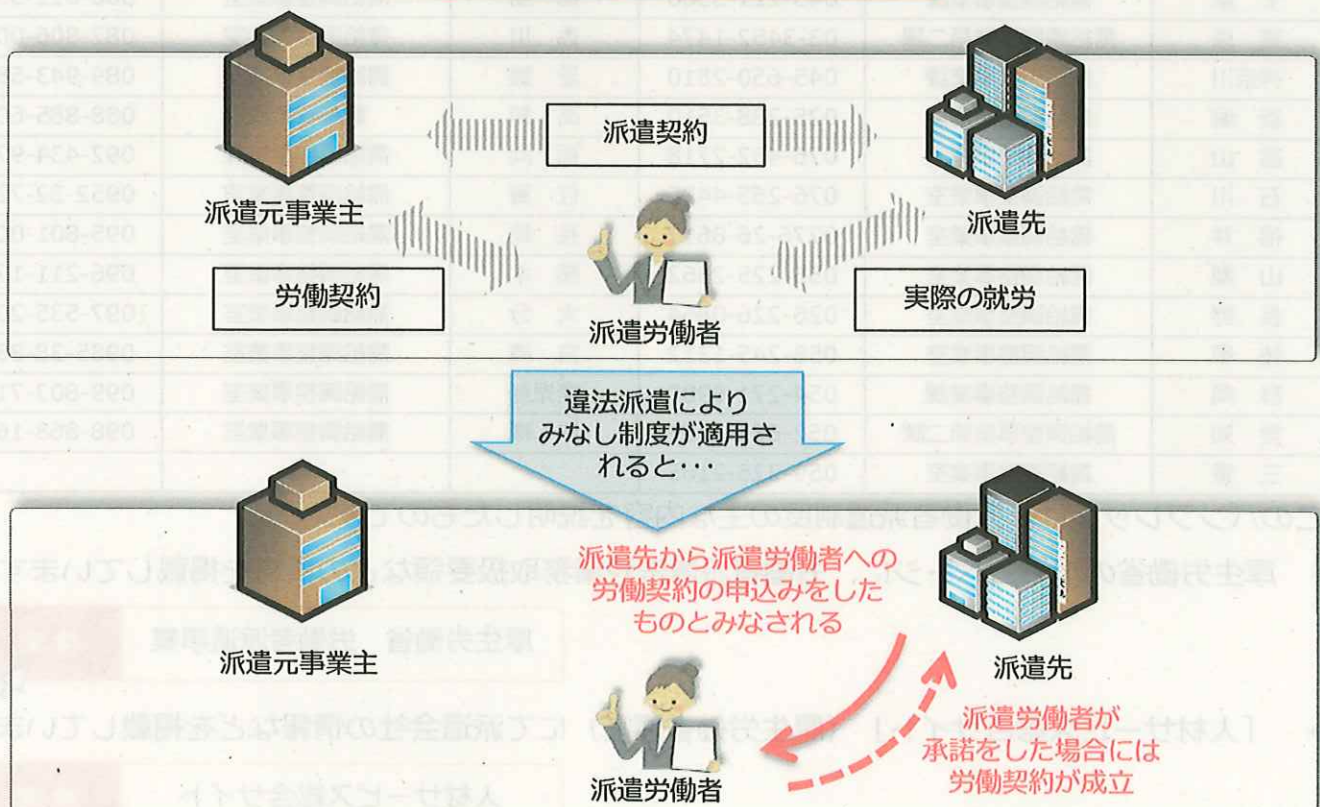 派遣契約
派遣元事業主
派遣先
労働契約
実際の就労
派遣労働者
違法派遣により
みなし制度が適用さ
れると・・・
派遣先から派遣労働者への
労働契約の申込みをした
ものとみなされる
派遣元事業主
派遣先
派遣労働者が
承諾をした場合には
労働契約が成立
派遣労働者